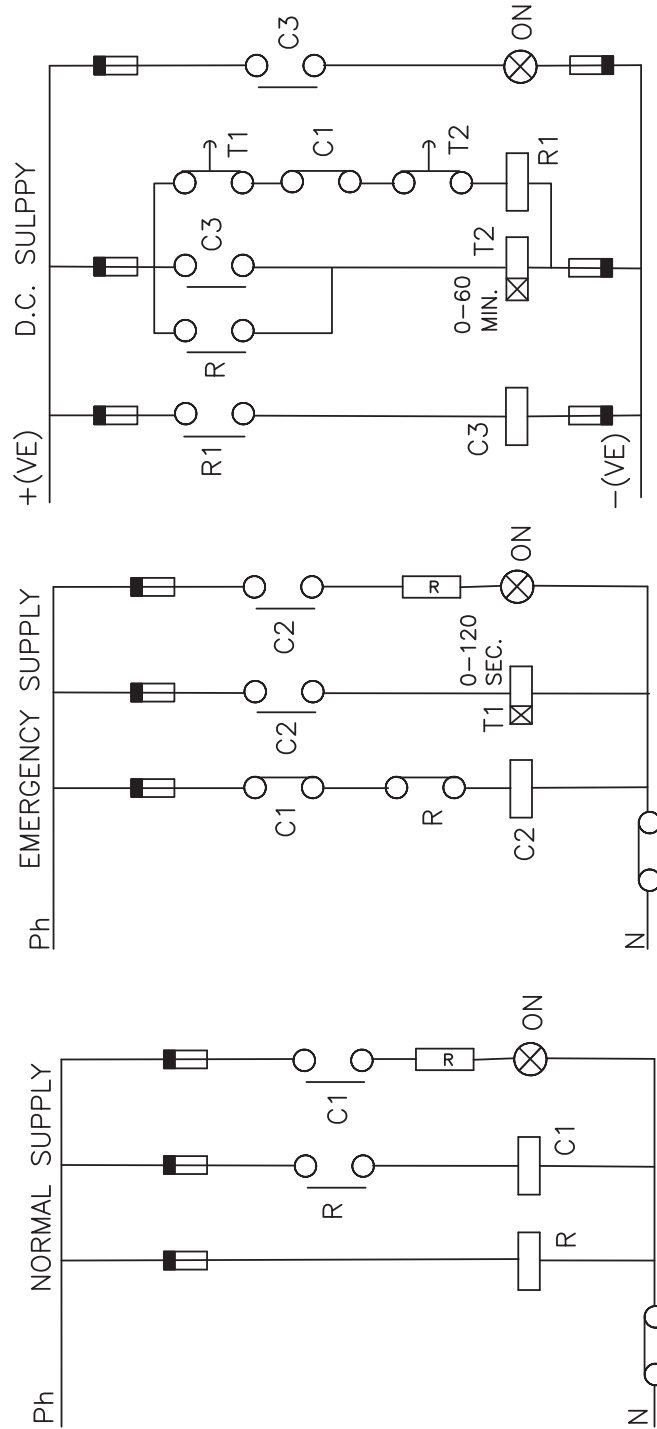 NORMAL SUPPLY
Ph
N
R
R
C1
C1
R
ON
EMERGENCY SUPPLY
Ph
N
C1
R
C2
C2
T1
0-120
SEC.
C2
R
ON
D.C. SULPPY
+(VE)
-(VE)
R1
C3
R
C3
0-60
MIN.
T2
T1
C1
T2
R1
C3
ON